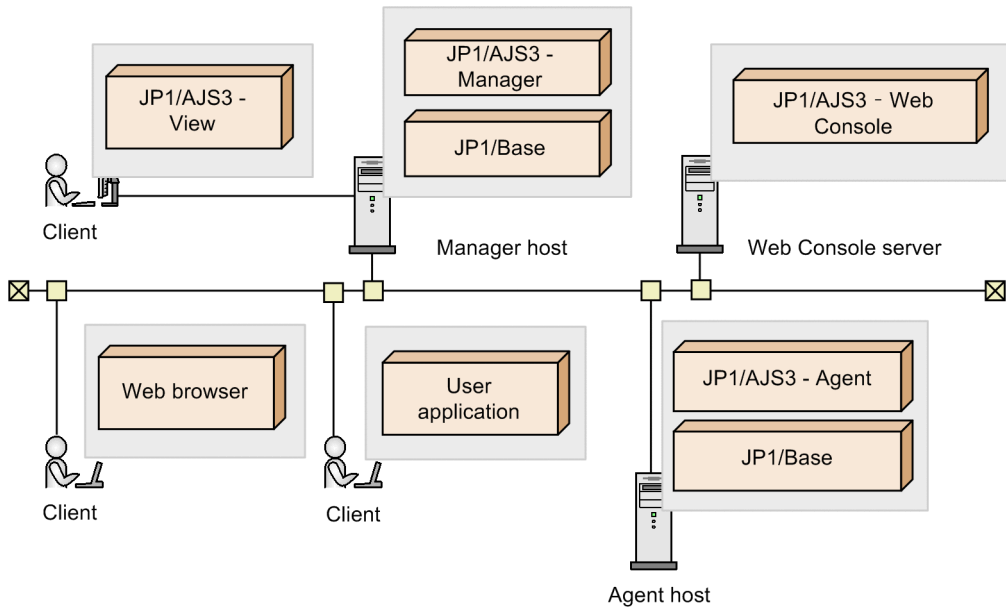 JP1/AJS3 -
View
JP1/AJS3 -
Manager
JP1/Base
JP1/AJS3 - Web
Console
Client
Manager host
Web Console server
Web browser
User
application
JP1/AJS3 - Agent
JP1/Base
Client
Client
Agent host